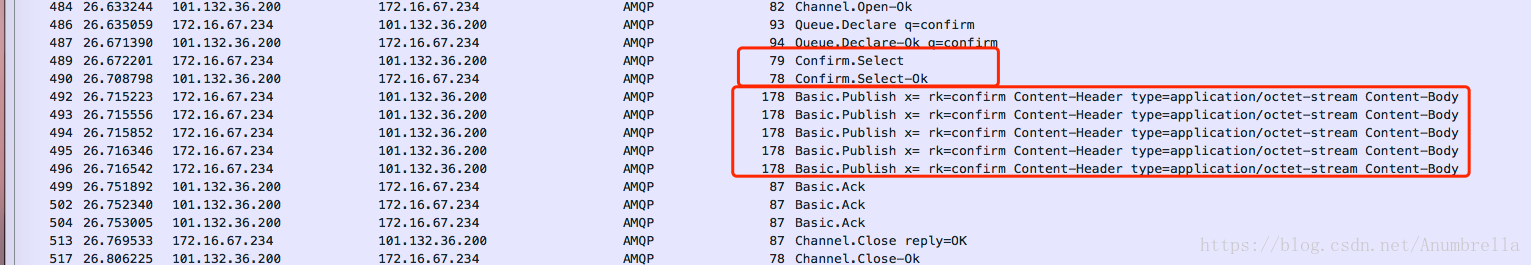 484 26.633244 101.132.36.200 172.16.67.234 AMQP 82 Channel.Open-Ok
486 26.635059 172.16.67.234 101.132.36.200 AMQP 93 Queue.Declare q=confirm
487 26.671390 101.132.36.200 172.16.67.234 AMQP 94 Queue.Declare-Ok q=confirm
489 26.672201 172.16.67.234 101.132.36.200 AMQP 79 Confirm.Select
490 26.708798 101.132.36.200 172.16.67.234 AMQP 78 Confirm.Select-Ok
492 26.715223 172.16.67.234 101.132.36.200 AMQP 178 Basic.Publish x= rk=confirm Content-Header type=application/octet-stream Content-Body
493 26.715556 172.16.67.234 101.132.36.200 AMQP 178 Basic.Publish x= rk=confirm Content-Header type=application/octet-stream Content-Body
494 26.715852 172.16.67.234 101.132.36.200 AMQP 178 Basic.Publish x= rk=confirm Content-Header type=application/octet-stream Content-Body
495 26.716346 172.16.67.234 101.132.36.200 AMQP 178 Basic.Publish x= rk=confirm Content-Header type=application/octet-stream Content-Body
496 26.716542 172.16.67.234 101.132.36.200 AMQP 178 Basic.Publish x= rk=confirm Content-Header type=application/octet-stream Content-Body
499 26.751892 101.132.36.200 172.16.67.234 AMQP 87 Basic.Ack
502 26.752340 101.132.36.200 172.16.67.234 AMQP 87 Basic.Ack
504 26.753005 101.132.36.200 172.16.67.234 AMQP 87 Basic.Ack
513 26.769533 172.16.67.234 101.132.36.200 AMQP 87 Channel.Close reply=OK
517 26.806225 101.132.36.200 172.16.67.234 AMQP 78 Channel.Close-Ok
https://blog.csdn.net/Anumbrella